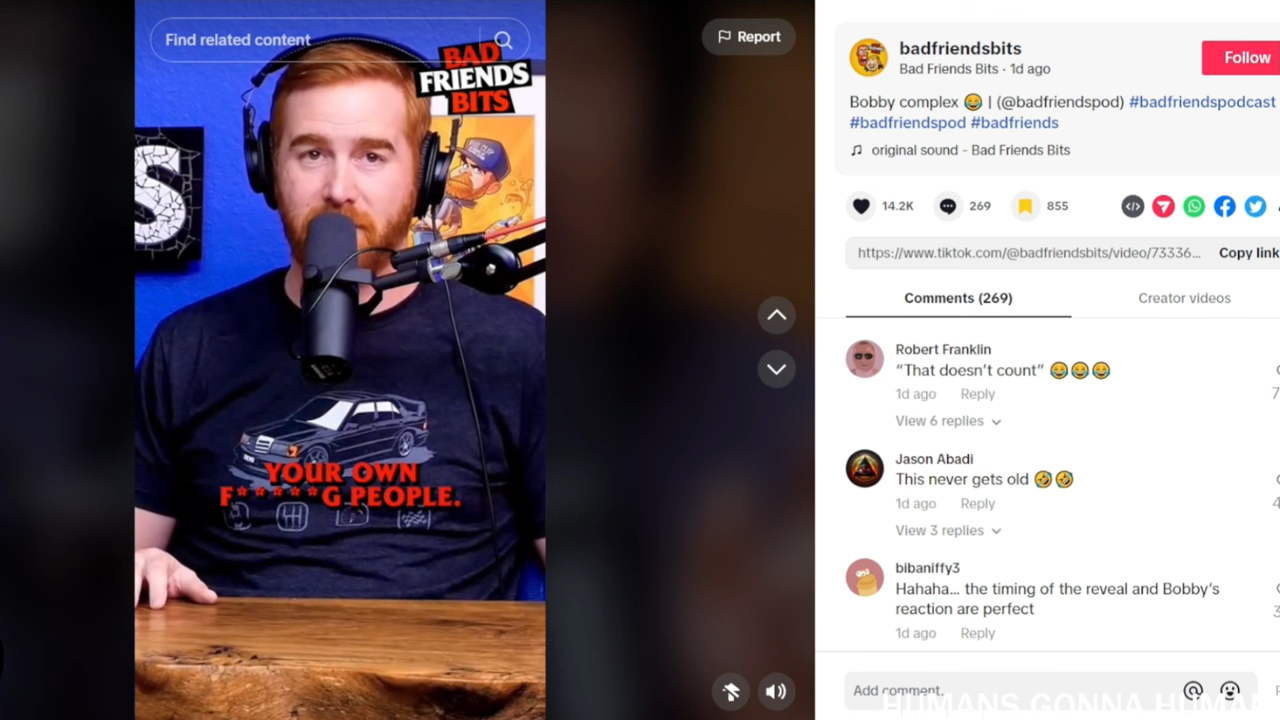 Find related content
BAD
FRIENDS
BITS
Report
S
YOUR OWN
F*****G PEOPLE.
badfriendsbits
Bad Friends Bits · 1d ago
Follow
Bobby complex 😂 | (@badfriendspod) #badfriendspodcast
#badfriendspod #badfriends
original sound - Bad Friends Bits
14.2K
269
855
https://www.tiktok.com/@badfriendsbits/video/73336...
Copy link
Comments (269)
Creator videos
Robert Franklin
“That doesn’t count” 😂😂😂
1d ago Reply
View 6 replies
Jason Abadi
This never gets old 🤣🤣
1d ago Reply
View 3 replies
bibaniffy3
Hahaha... the timing of the reveal and Bobby’s
reaction are perfect
1d ago Reply
Add comment.
HUMANS GONNA HUMAN